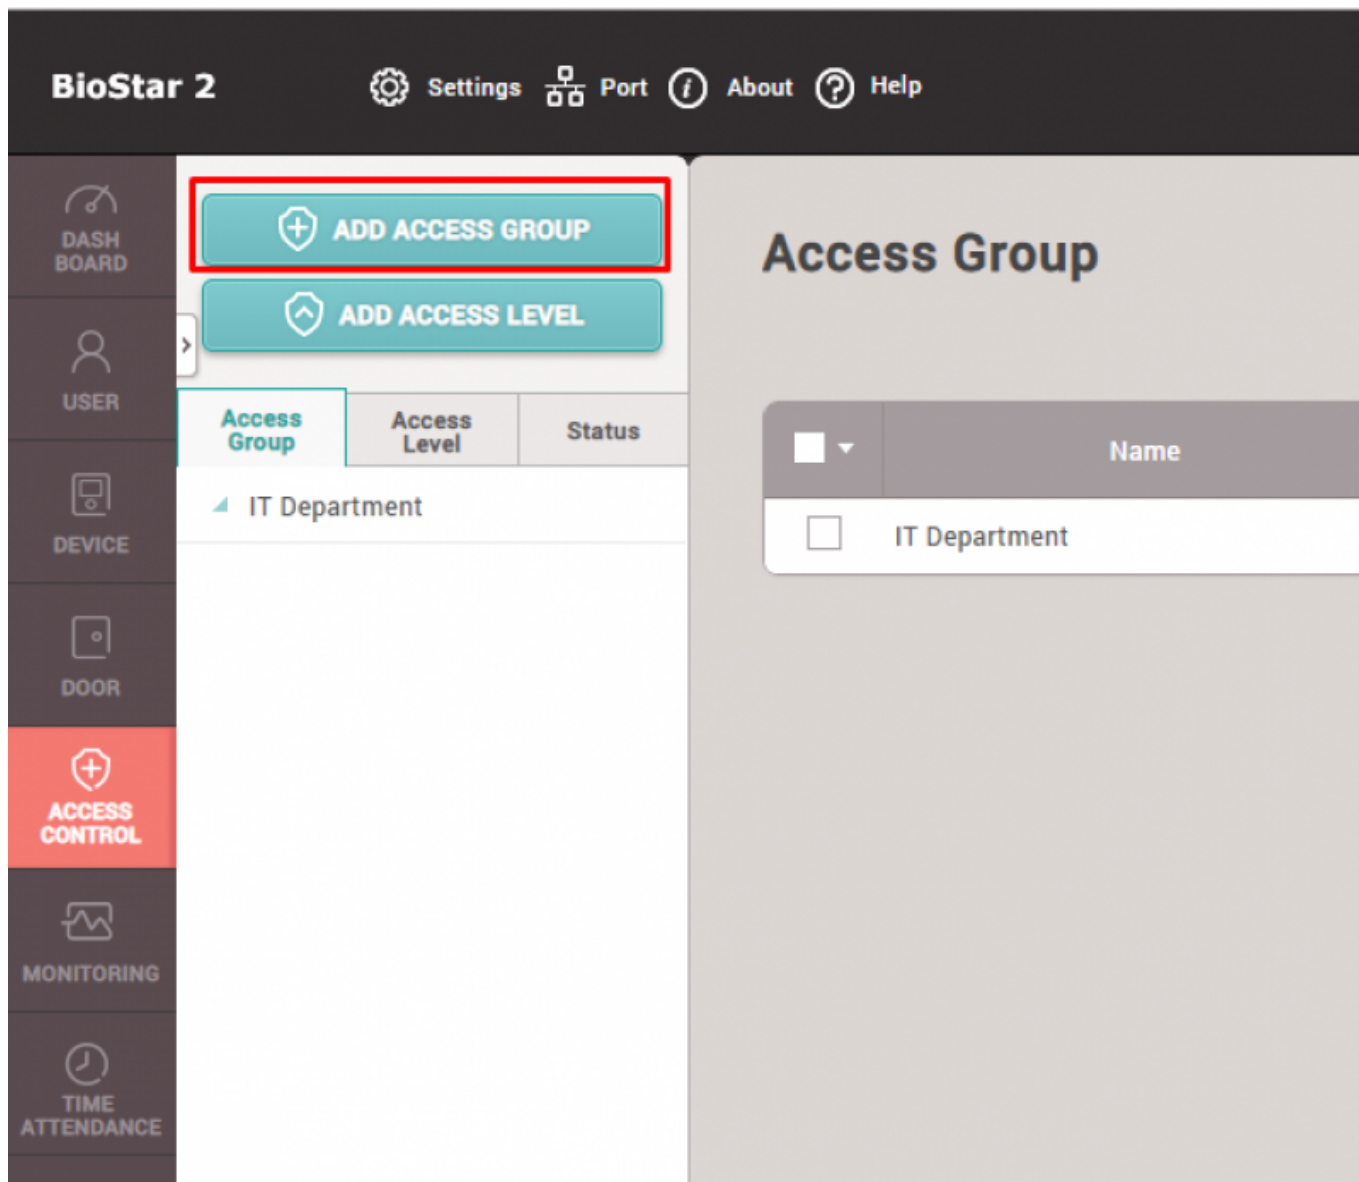 BioStar 2
Settings
Port
About
Help
DASH
BOARD
USER
DEVICE
DOOR
ACCESS
CONTROL
MONITORING
TIME
ATTENDANCE
ADD ACCESS GROUP
ADD ACCESS LEVEL
Access
Group
Access
Level
Status
IT Department
Access Group
Name
IT Department